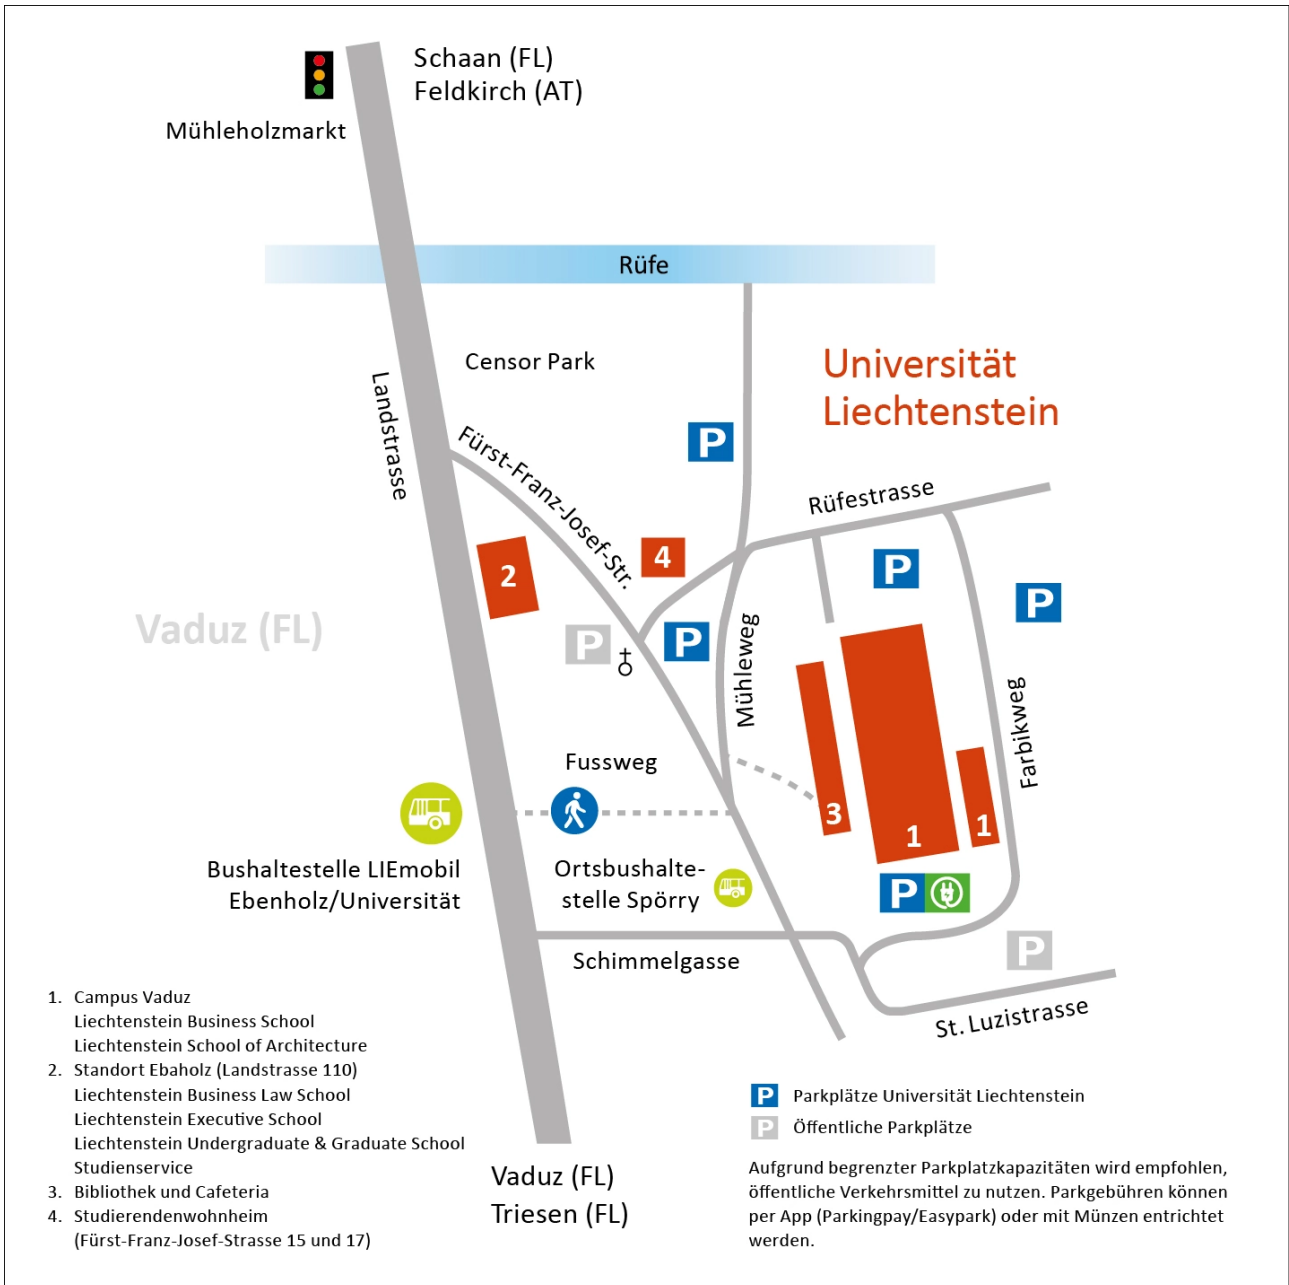 Schaan (FL)
Feldkirch (AT)
Mühleholzmarkt
Rüfe
Censor Park
Universität
Liechtenstein
Landstrasse
Fürst-Franz-Josef-Str.
P
Rüfestrasse
4
2
P
P
Vaduz (FL)
P
P
Mühleweg
Farbikweg
Fussweg
3
1
1
Bushaltestelle LIEmobil
Ebenholz/Universität
Ortsbushalte-
stelle Spörry
P
P
Schimmelgasse
St. Luzistrasse
1. Campus Vaduz
Liechtenstein Business School
Liechtenstein School of Architecture
2. Standort Ebaholz (Landstrasse 110)
Liechtenstein Business Law School
Liechtenstein Executive School
Liechtenstein Undergraduate & Graduate School
Studienservice
3. Bibliothek und Cafeteria
4. Studierendenwohnheim
(Fürst-Franz-Josef-Strasse 15 und 17)
Vaduz (FL)
Triesen (FL)
P Parkplätze Universität Liechtenstein
P Öffentliche Parkplätze
Aufgrund begrenzter Parkplatzkapazitäten wird empfohlen,
öffentliche Verkehrsmittel zu nutzen. Parkgebühren können
per App (Parkingpay/Easypark) oder mit Münzen entrichtet
werden.